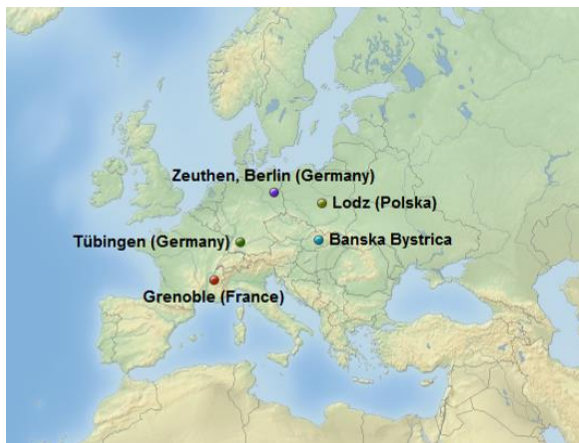 Zeuthen, Berlin (Germany)
Lodz (Polska)
Tübingen (Germany)
Banska Bystrica
Grenoble (France)